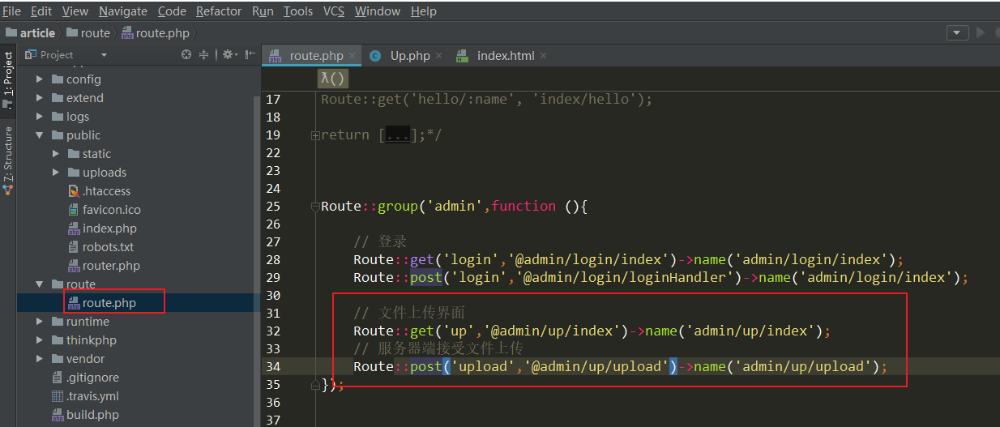 File Edit View Navigate Code Refactor Run Tools VCS Window Help
article route route.php
1: Project
7: Structure
Project
config
extend
logs
public
static
uploads
.htaccess
favicon.ico
index.php
robots.txt
router.php
route
route.php
runtime
thinkphp
vendor
.gitignore
.travis.yml
build.php
route.php Up.php index.html
λ()
17 Route::get('hello/:name', 'index/hello');
18
19 return [...];*/
22
23
24
25 Route::group('admin',function (){
26
27 // 登录
28 Route::get('login','@admin/login/index')->name('admin/login/index');
29 Route::post('login','@admin/login/loginHandler')->name('admin/login/index');
30
31 // 文件上传界面
32 Route::get('up','@admin/up/index')->name('admin/up/index');
33 // 服务器端接受文件上传
34 Route::post('upload','@admin/up/upload')->name('admin/up/upload');
35 });
36
37